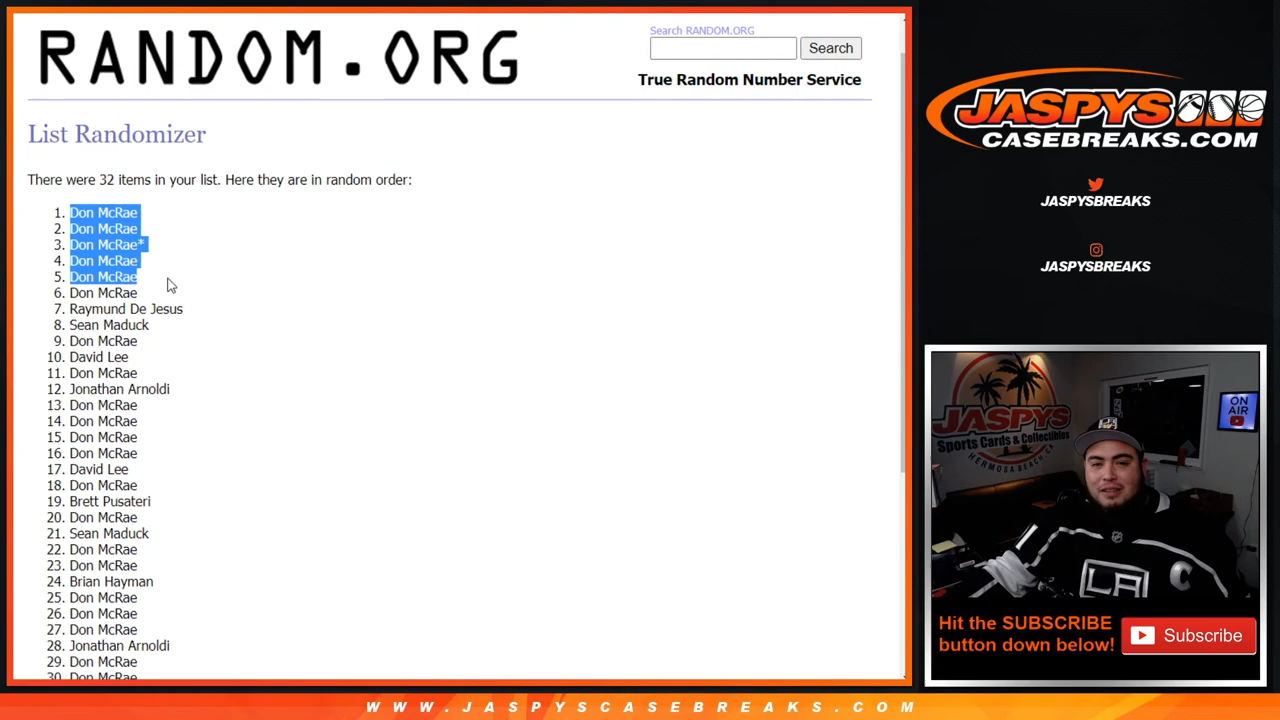 RANDOM.ORG
Search RANDOM.ORG
Search
True Random Number Service
List Randomizer
There were 32 items in your list. Here they are in random order:
1. Don McRae
2. Don McRae
3. Don McRae*
4. Don McRae
5. Don McRae
6. Don McRae
7. Raymund De Jesus
8. Sean Maduck
9. Don McRae
10. David Lee
11. Don McRae
12. Jonathan Arnoldi
13. Don McRae
14. Don McRae
15. Don McRae
16. Don McRae
17. David Lee
18. Don McRae
19. Brett Pusateri
20. Don McRae
21. Sean Maduck
22. Don McRae
23. Don McRae
24. Brian Hayman
25. Don McRae
26. Don McRae
27. Don McRae
28. Jonathan Arnoldi
29. Don McRae
30. Don McRae
JASPYS
CASEBREAKS.COM
JASPYSBREAKS
JASPYSBREAKS
JASPYS
Sports Cards & Collectibles
HERMOSA BEACH, CA
ON
AIR
LA
C
Hit the SUBSCRIBE
button down below!
Subscribe
WWW.JASPYSCASEBREAKS.COM